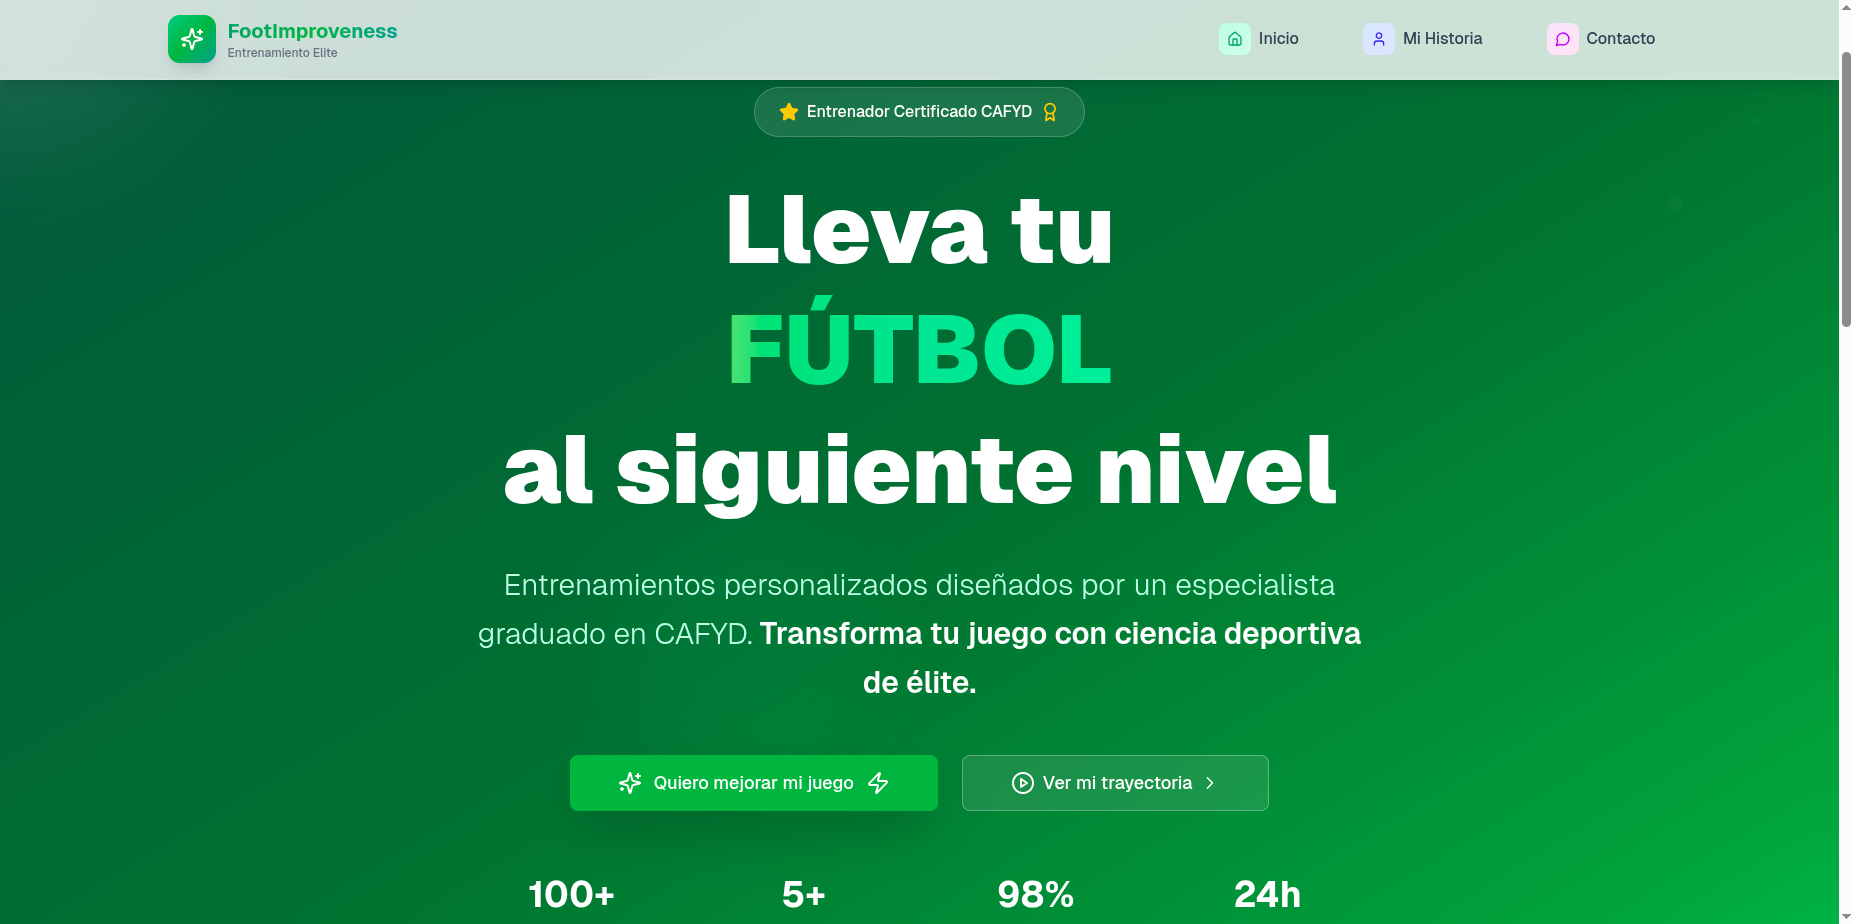 FootImproveness
Entrenamiento Elite
Inicio
Mi Historia
Contacto
Entrenador Certificado CAFYD
Lleva tu
FÚTBOL
al siguiente nivel
Entrenamientos personalizados diseñados por un especialista
graduado en CAFYD. Transforma tu juego con ciencia deportiva
de élite.
Quiero mejorar mi juego
Ver mi trayectoria
100+
5+
98%
24h